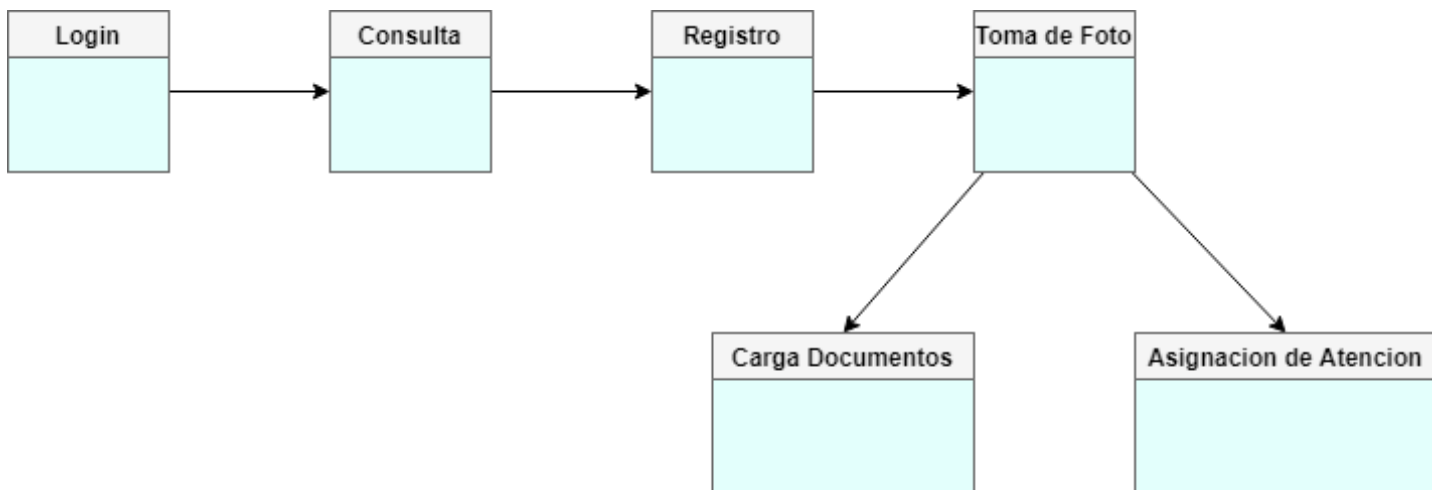 Login
Consulta
Registro
Toma de Foto
Carga Documentos
Asignacion de Atencion